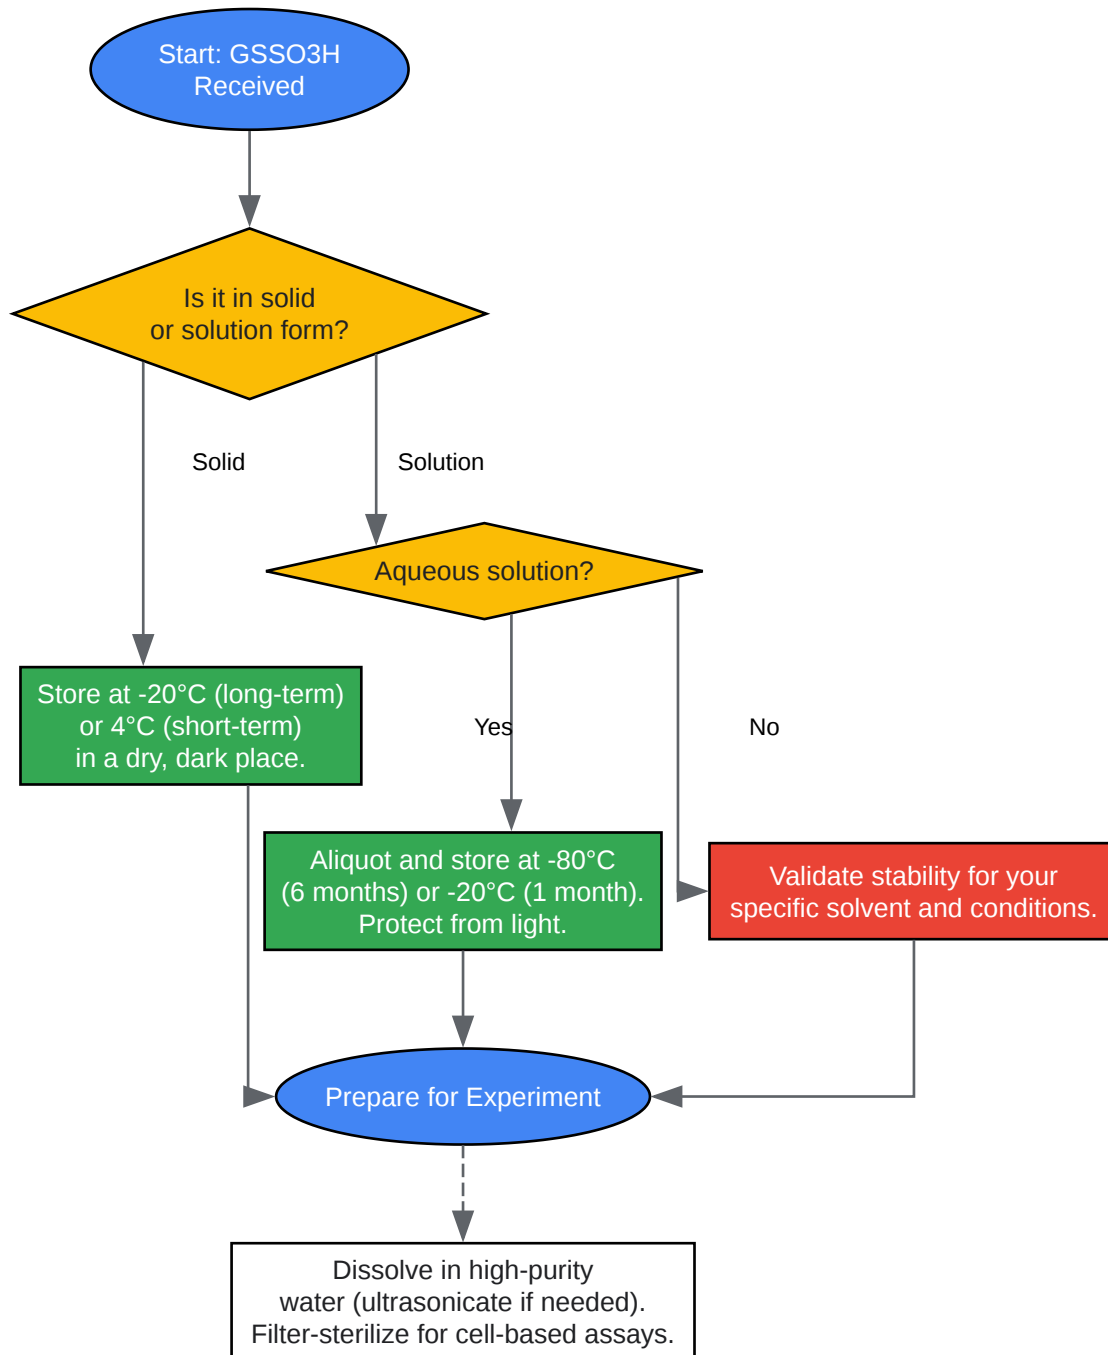 Start: GSSO3H
Received
Is it in solid
or solution form?
Solid
Solution
Aqueous solution?
Store at -20°C (long-term)
or 4°C (short-term)
in a dry, dark place.
Yes
No
Aliquot and store at -80°C
(6 months) or -20°C (1 month).
Protect from light.
Validate stability for your
specific solvent and conditions.
Prepare for Experiment
Dissolve in high-purity
water (ultrasonicate if needed).
Filter-sterilize for cell-based assays.